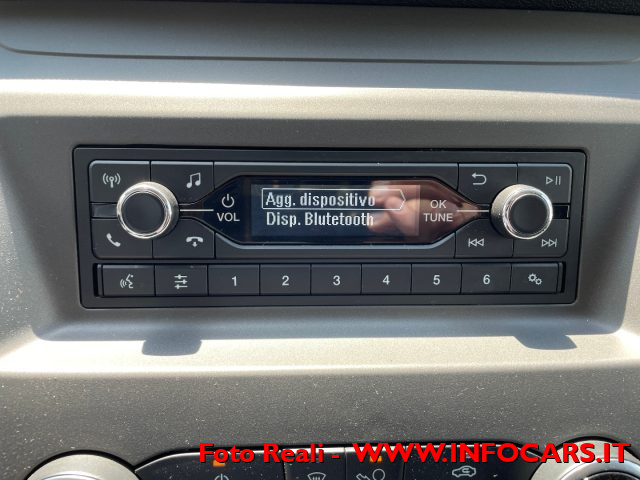 Agg. dispositivo
Disp. Blutetooth
VOL
OK
TUNE
1 2 3 4 5 6
Foto Reali - WWW.INFOCARS.IT